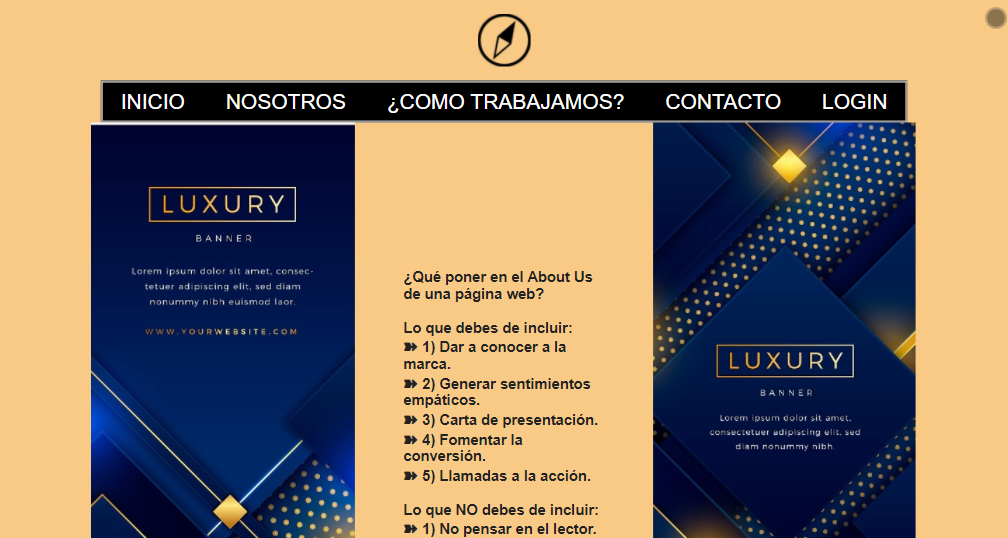 INICIO NOSOTROS ¿COMO TRABAJAMOS? CONTACTO LOGIN
LUXURY
BANNER
Lorem ipsum dolor sit amet, consec-
tetuer adipiscing elit, sed diam
nonummy nibh euismod laor.
WWW.YOURWEBSITE.COM
¿Qué poner en el About Us
de una página web?
Lo que debes de incluir:
➽ 1) Dar a conocer a la
marca.
➽ 2) Generar sentimientos
empáticos.
➽ 3) Carta de presentación.
➽ 4) Fomentar la
conversión.
➽ 5) Llamadas a la acción.
Lo que NO debes de incluir:
➽ 1) No pensar en el lector.
LUXURY
BANNER
Lorem ipsum dolor sit amet,
consectetuer adipiscing elit, sed
diam nonummy nibh.